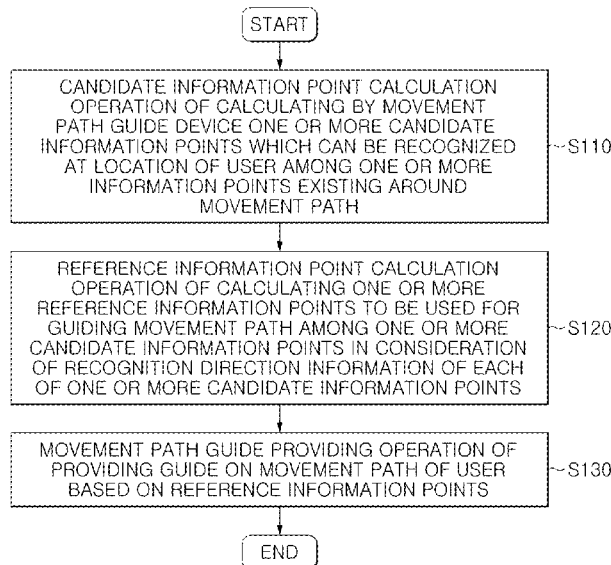 START
CANDIDATE INFORMATION POINT CALCULATION
OPERATION OF CALCULATING BY MOVEMENT
PATH GUIDE DEVICE ONE OR MORE CANDIDATE
INFORMATION POINTS WHICH CAN BE RECOGNIZED
AT LOCATION OF USER AMONG ONE OR MORE
INFORMATION POINTS EXISTING AROUND
MOVEMENT PATH
S110
REFERENCE INFORMATION POINT CALCULATION
OPERATION OF CALCULATING ONE OR MORE
REFERENCE INFORMATION POINTS TO BE USED FOR
GUIDING MOVEMENT PATH AMONG ONE OR MORE
CANDIDATE INFORMATION POINTS IN CONSIDERATION
OF RECOGNITION DIRECTION INFORMATION OF EACH
OF ONE OR MORE CANDIDATE INFORMATION POINTS
S120
MOVEMENT PATH GUIDE PROVIDING OPERATION OF
PROVIDING GUIDE ON MOVEMENT PATH OF USER
BASED ON REFERENCE INFORMATION POINTS
S130
END